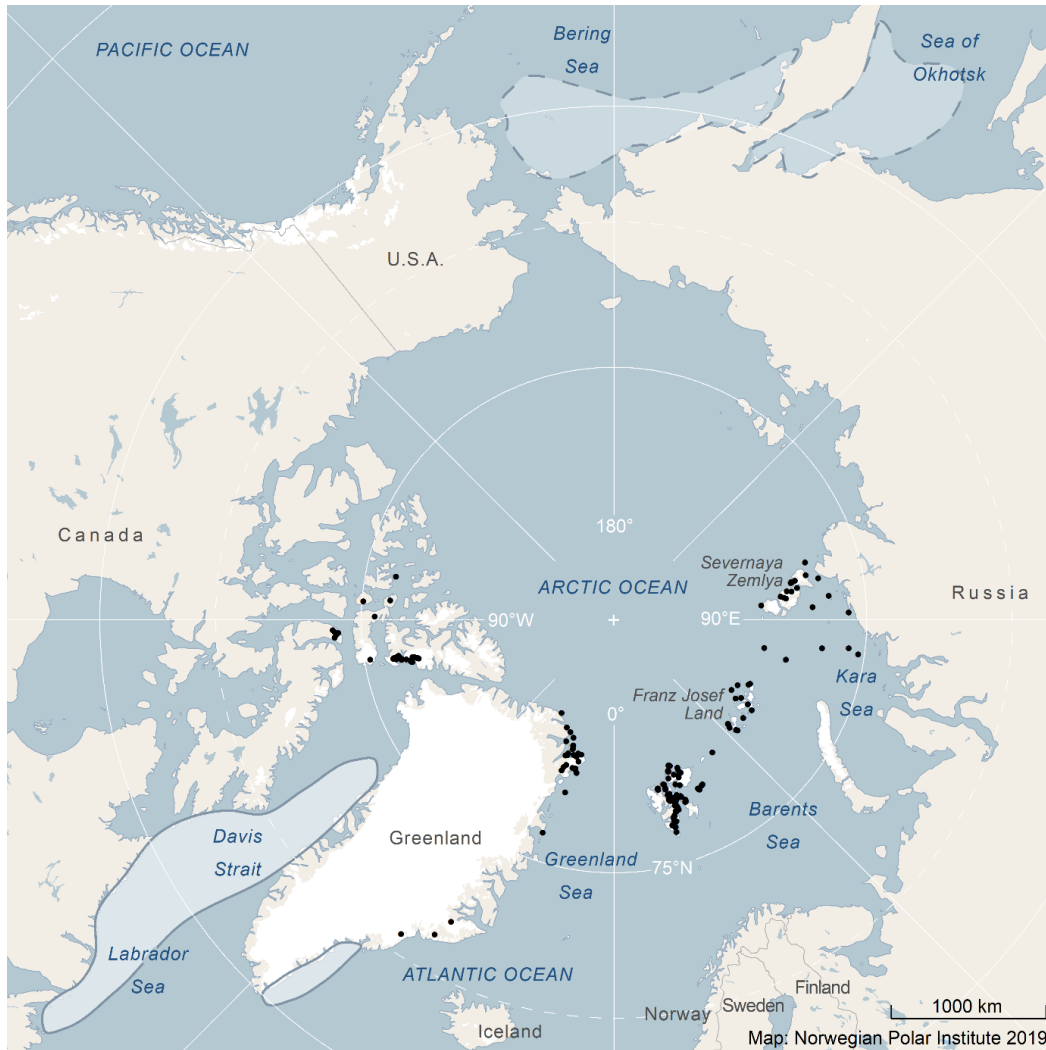 PACIFIC OCEAN
Bering
Sea
Sea of
Okhotsk
U.S.A.
Canada
180°
Severnaya
Zemlya
ARCTIC OCEAN
Russia
90°W
90°E
Kara
Sea
Franz Josef
Land
0°
Barents
Sea
Davis
Strait
Greenland
Greenland
Sea
75°N
Labrador
Sea
ATLANTIC OCEAN
Finland
Sweden
Norway
Iceland
1000 km
Map: Norwegian Polar Institute 2019